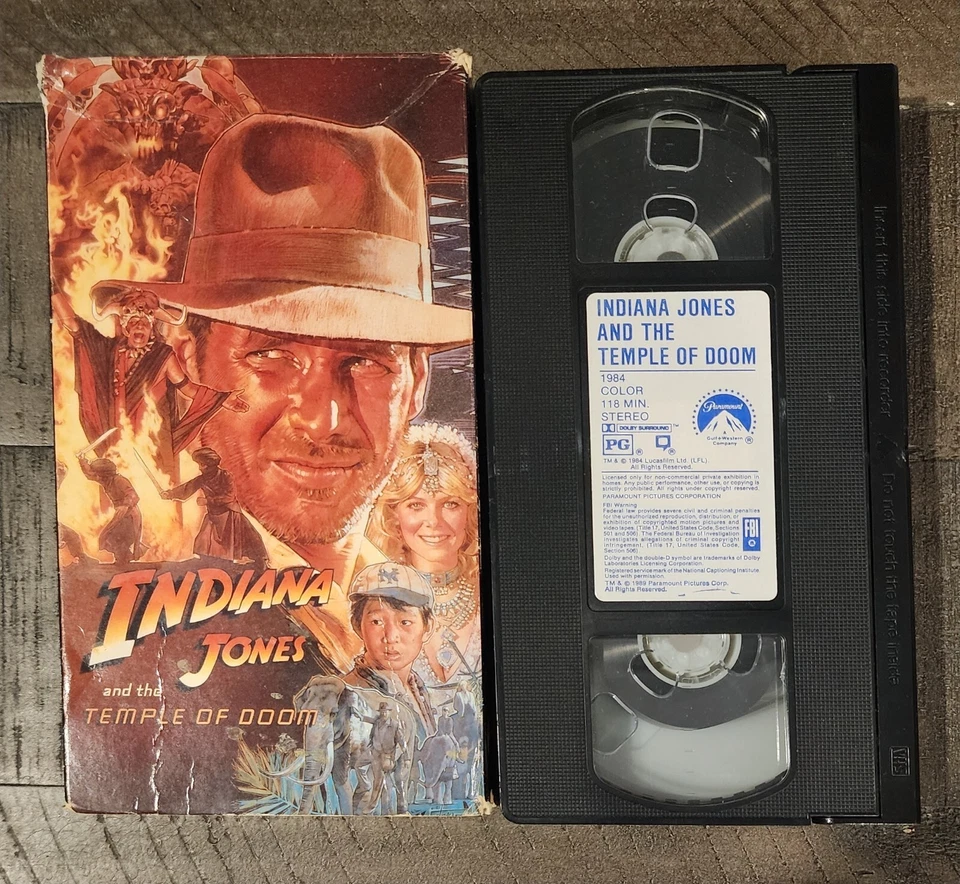 INDIANA
JONES
and the
TEMPLE OF DOOM
NY
INDIANA JONES
AND THE
TEMPLE OF DOOM
1984
COLOR
118 MIN.
STEREO
DOLBY SURROUND ™
PG ® ®
Paramount
A Gulf+Western
Company ®
TM & © 1984 Lucasfilm Ltd. (LFL).
All Rights Reserved.
Licensed only for non-commercial private exhibition in
homes. Any public performance, other use, or copying is
strictly prohibited. All rights under copyright reserved.
PARAMOUNT PICTURES CORPORATION
FBI Warning
Federal law provides severe civil and criminal penalties
for the unauthorized reproduction, distribution, or
exhibition of copyrighted motion pictures and
video tapes. (Title 17, United States Code, Sections
501 and 506). The Federal Bureau of Investigation
investigates allegations of criminal copyright
infringement. (Title 17, United States Code,
Section 506).
FBI
Dolby and the double-D symbol are trademarks of Dolby
Laboratories Licensing Corporation.
Registered service mark of the National Captioning Institute.
Used with permission.
TM & © 1989 Paramount Pictures Corp.
All Rights Reserved.
Insert this side into recorder
Do not touch the tape inside
VHS